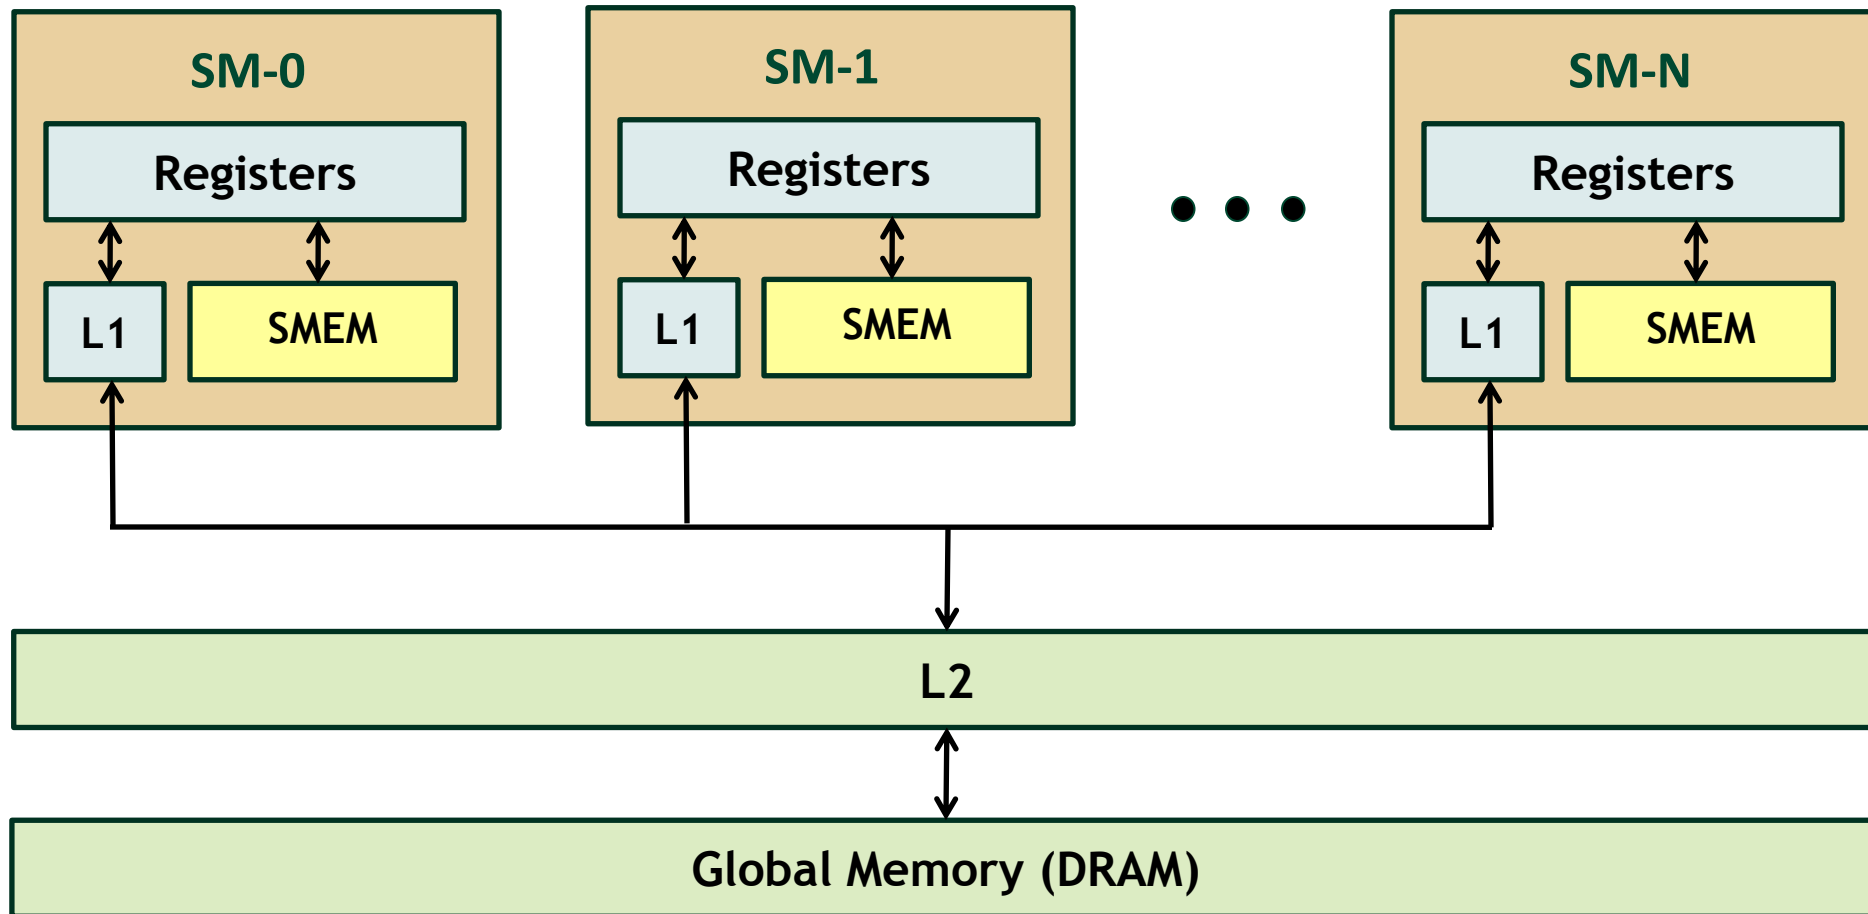 SM-0
Registers
L1
SMEM
SM-1
Registers
L1
SMEM
SM-N
Registers
L1
SMEM
L2
Global Memory (DRAM)